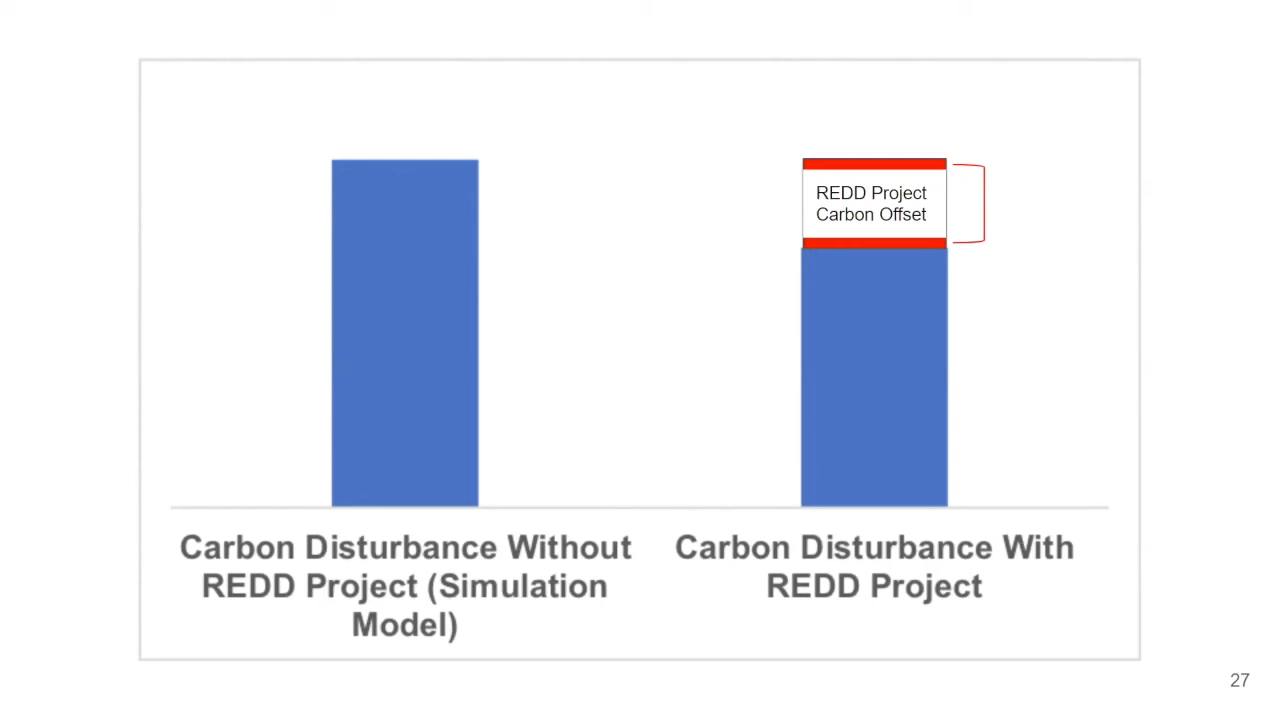 REDD Project
Carbon Offset
Carbon Disturbance Without
REDD Project (Simulation
Model)
Carbon Disturbance With
REDD Project
27